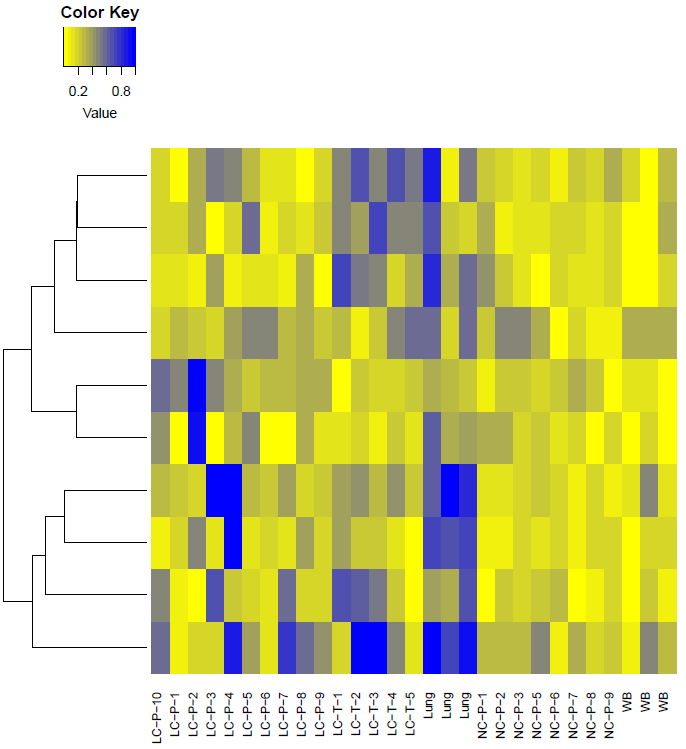 Color Key
0.2 0.8
Value
LC−P−10
LC−P−1
LC−P−2
LC−P−3
LC−P−4
LC−P−5
LC−P−6
LC−P−7
LC−P−8
LC−P−9
LC−T−1
LC−T−2
LC−T−3
LC−T−4
LC−T−5
Lung
Lung
Lung
NC−P−1
NC−P−2
NC−P−3
NC−P−5
NC−P−6
NC−P−7
NC−P−8
NC−P−9
WB
WB
WB